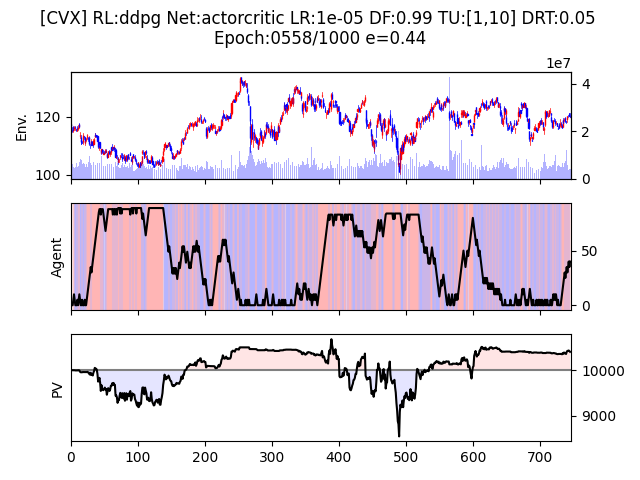 [CVX] RL:ddpg Net:actorcritic LR:1e-05 DF:0.99 TU:[1,10] DRT:0.05
Epoch:0558/1000 e=0.44
1e7
Env.
120
100
4
2
0
Agent
50
0
PV
10000
9000
0
100
200
300
400
500
600
700